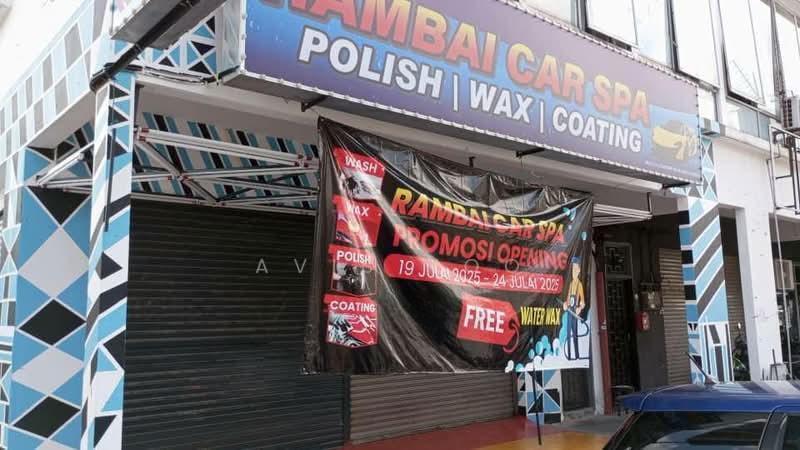 RAMBAI CAR SPA
POLISH | WAX | COATING
WASH
WAX
POLISH
COATING
RAMBAI CAR SPA
PROMOSI OPENING
19 JULAI 2025 - 24 JULAI 2025
FREE
WATER WAX